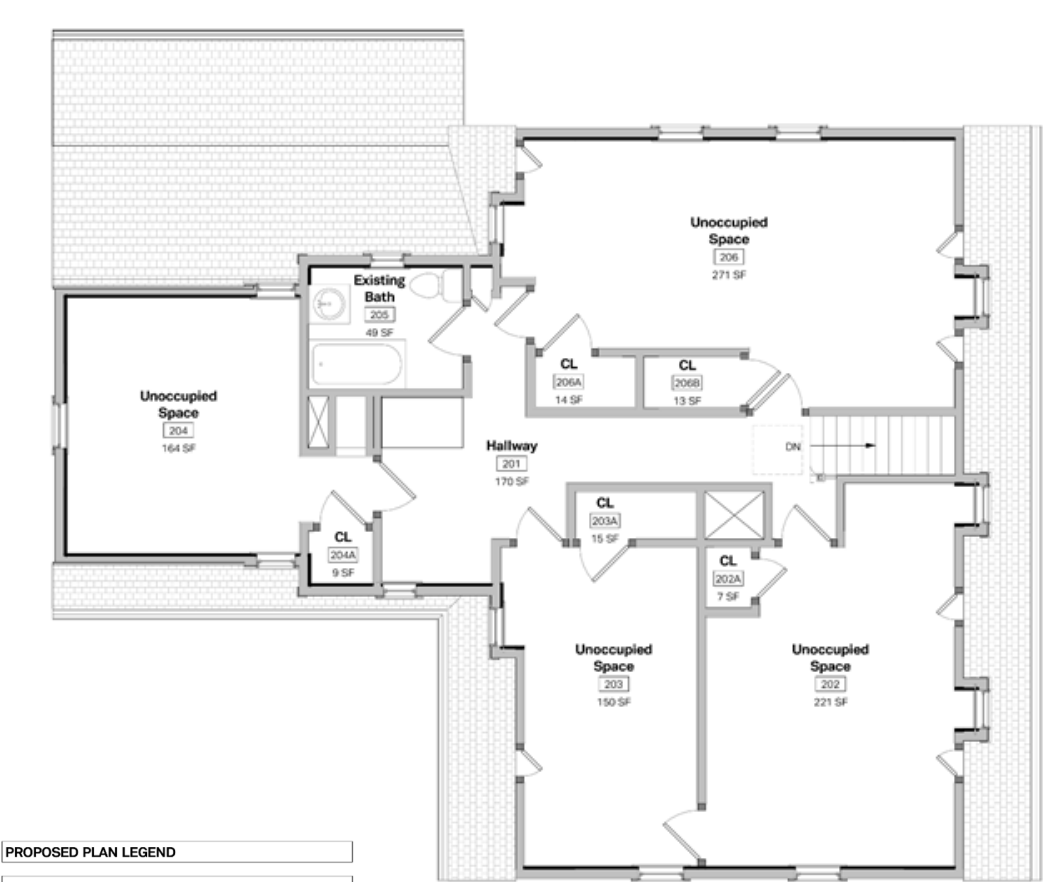 Unoccupied
Space
206
271 SF
Existing
Bath
205
49 SF
CL
206A
14 SF
CL
206B
13 SF
Unoccupied
Space
204
164 SF
Hallway
201
170 SF
DN
CL
203A
15 SF
CL
204A
9 SF
CL
202A
7 SF
Unoccupied
Space
203
150 SF
Unoccupied
Space
202
221 SF
PROPOSED PLAN LEGEND